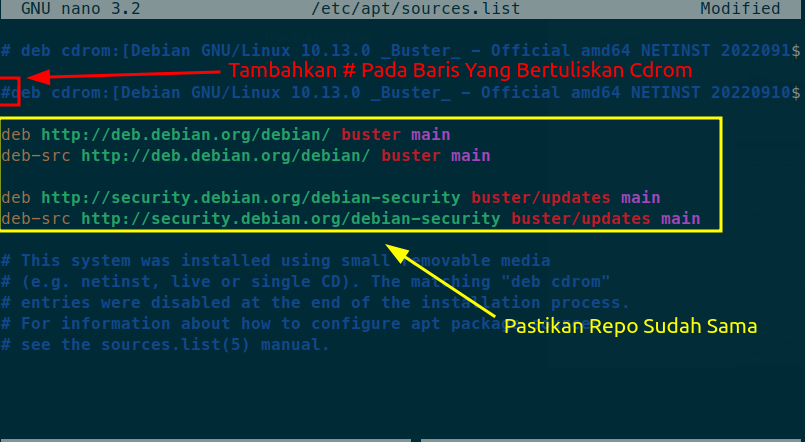 GNU nano 3.2 /etc/apt/sources.list Modified
# deb cdrom:[Debian GNU/Linux 10.13.0 _Buster_ - Official amd64 NETINST 2022091$
Tambahkan # Pada Baris Yang Bertuliskan Cdrom
#deb cdrom:[Debian GNU/Linux 10.13.0 _Buster_ - Official amd64 NETINST 20220910$
deb http://deb.debian.org/debian/ buster main
deb-src http://deb.debian.org/debian/ buster main
deb http://security.debian.org/debian-security buster/updates main
deb-src http://security.debian.org/debian-security buster/updates main
# This system was installed using small removable media
# (e.g. netinst, live or single CD). The matching "deb cdrom"
# entries were disabled at the end of the installation process.
# For information about how to configure apt package
Pastikan Repo Sudah Sama
# see the sources.list(5) manual.